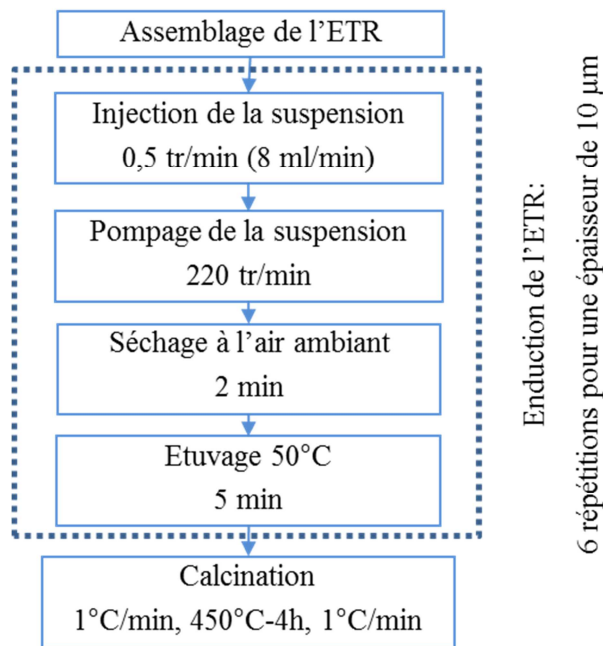 Assemblage de l’ETR
Injection de la suspension
0,5 tr/min (8 ml/min)
Pompage de la suspension
220 tr/min
Séchage à l’air ambiant
2 min
Etuvage 50°C
5 min
Calcination
1°C/min, 450°C-4h, 1°C/min
Enduction de l’ETR:
6 répétitions pour une épaisseur de 10 µm